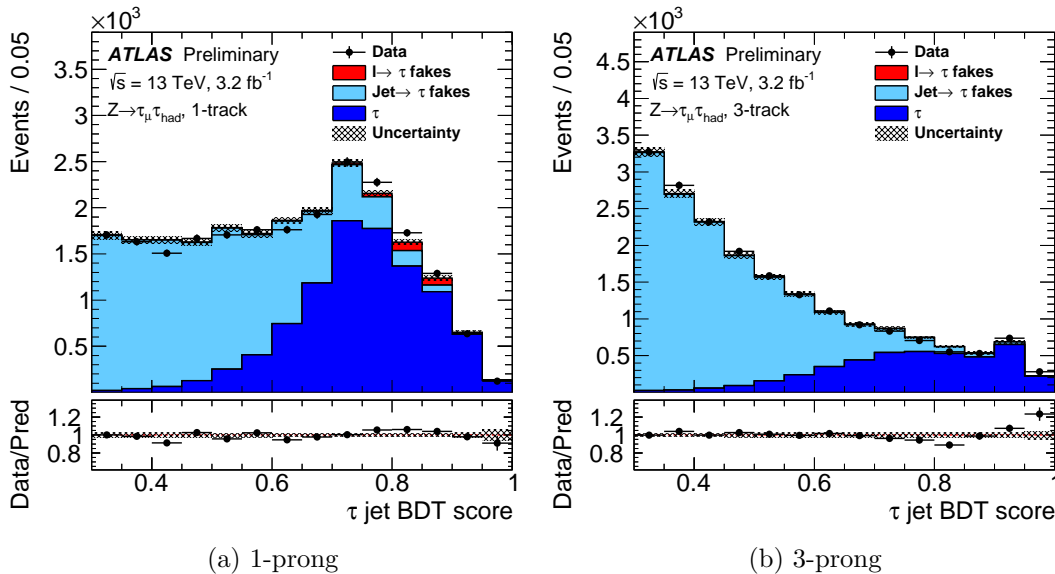 ×10³
Events / 0.05
3.5
3
2.5
2
1.5
1
0.5
ATLAS Preliminary
√s = 13 TeV, 3.2 fb⁻¹
Z→τμτhad, 1-track
Data
l→ τ fakes
Jet→ τ fakes
τ
Uncertainty
Data/Pred
1.2
1
0.8
0.4
0.6
0.8
1
τ jet BDT score
(a) 1-prong
×10³
Events / 0.05
5
4.5
4
3.5
3
2.5
2
1.5
1
0.5
ATLAS Preliminary
√s = 13 TeV, 3.2 fb⁻¹
Z→τμτhad, 3-track
Data
l→ τ fakes
Jet→ τ fakes
τ
Uncertainty
Data/Pred
1.2
1
0.8
0.4
0.6
0.8
1
τ jet BDT score
(b) 3-prong